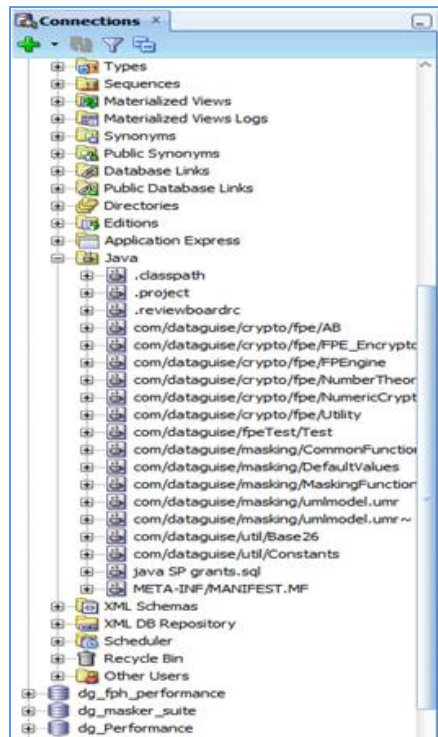 Connections
Types
Sequences
Materialized Views
Materialized Views Logs
Synonyms
Public Synonyms
Database Links
Public Database Links
Directories
Editions
Application Express
Java
.classpath
.project
.reviewboardrc
com/dataguise/crypto/fpe/AB
com/dataguise/crypto/fpe/FPE_Encrypto
com/dataguise/crypto/fpe/FPEngine
com/dataguise/crypto/fpe/NumberTheor
com/dataguise/crypto/fpe/NumericCrypt
com/dataguise/crypto/fpe/Utility
com/dataguise/fpeTest/Test
com/dataguise/masking/CommonFunction
com/dataguise/masking/DefaultValues
com/dataguise/masking/MaskingFunction
com/dataguise/masking/umlmodel.umr
com/dataguise/masking/umlmodel.umr~
com/dataguise/util/Base26
com/dataguise/util/Constants
java SP grants.sql
META-INF/MANIFEST.MF
XML Schemas
XML DB Repository
Scheduler
Recycle Bin
Other Users
dg_fph_performance
dg_masker_suite
dg_Performance